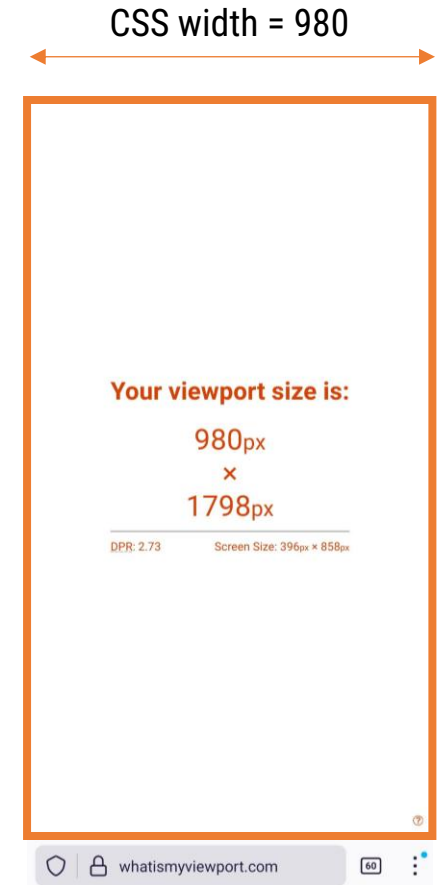 CSS width = 980
Your viewport size is:
980px
×
1798px
DPR: 2.73 Screen Size: 396px × 858px
?
whatismyviewport.com 60